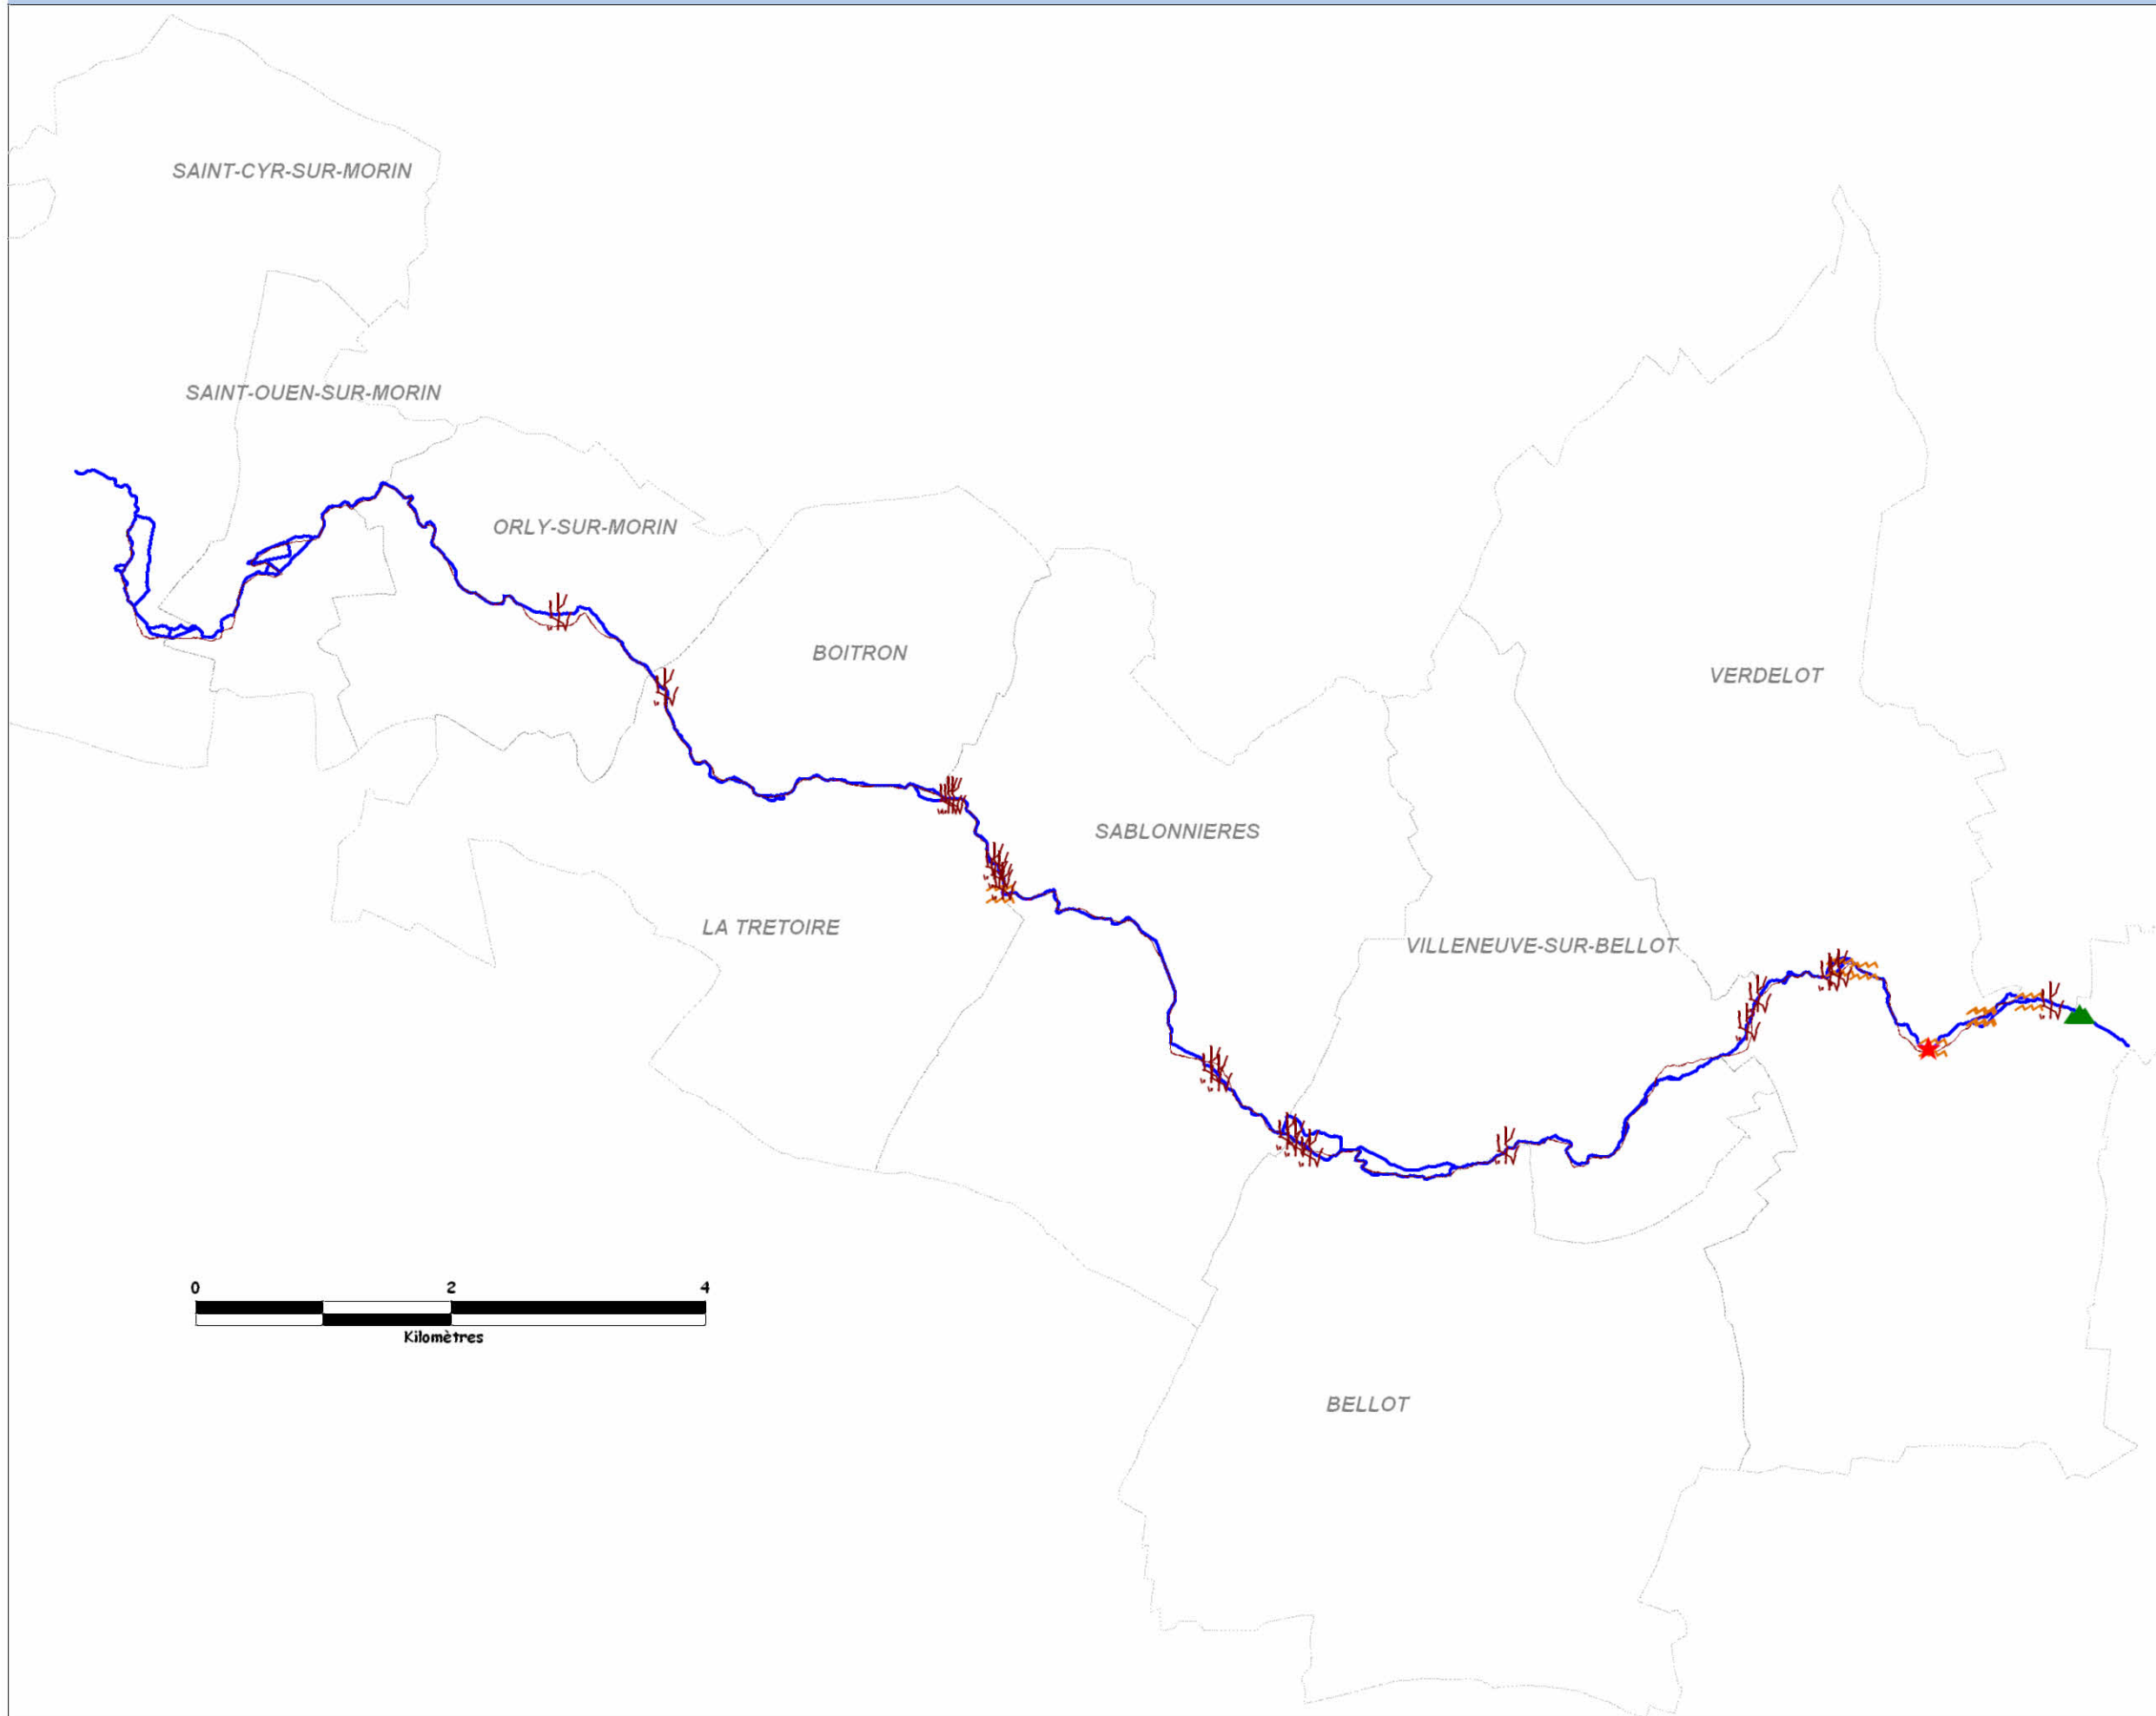 SAINT-CYR-SUR-MORIN
SAINT-OUEN-SUR-MORIN
ORLY-SUR-MORIN
BOITRON
VERDELOT
SABLONNIERES
LA TRETOIRE
VILLENEUVE-SUR-BELLOT
0 2 4
Kilomètres
BELLOT